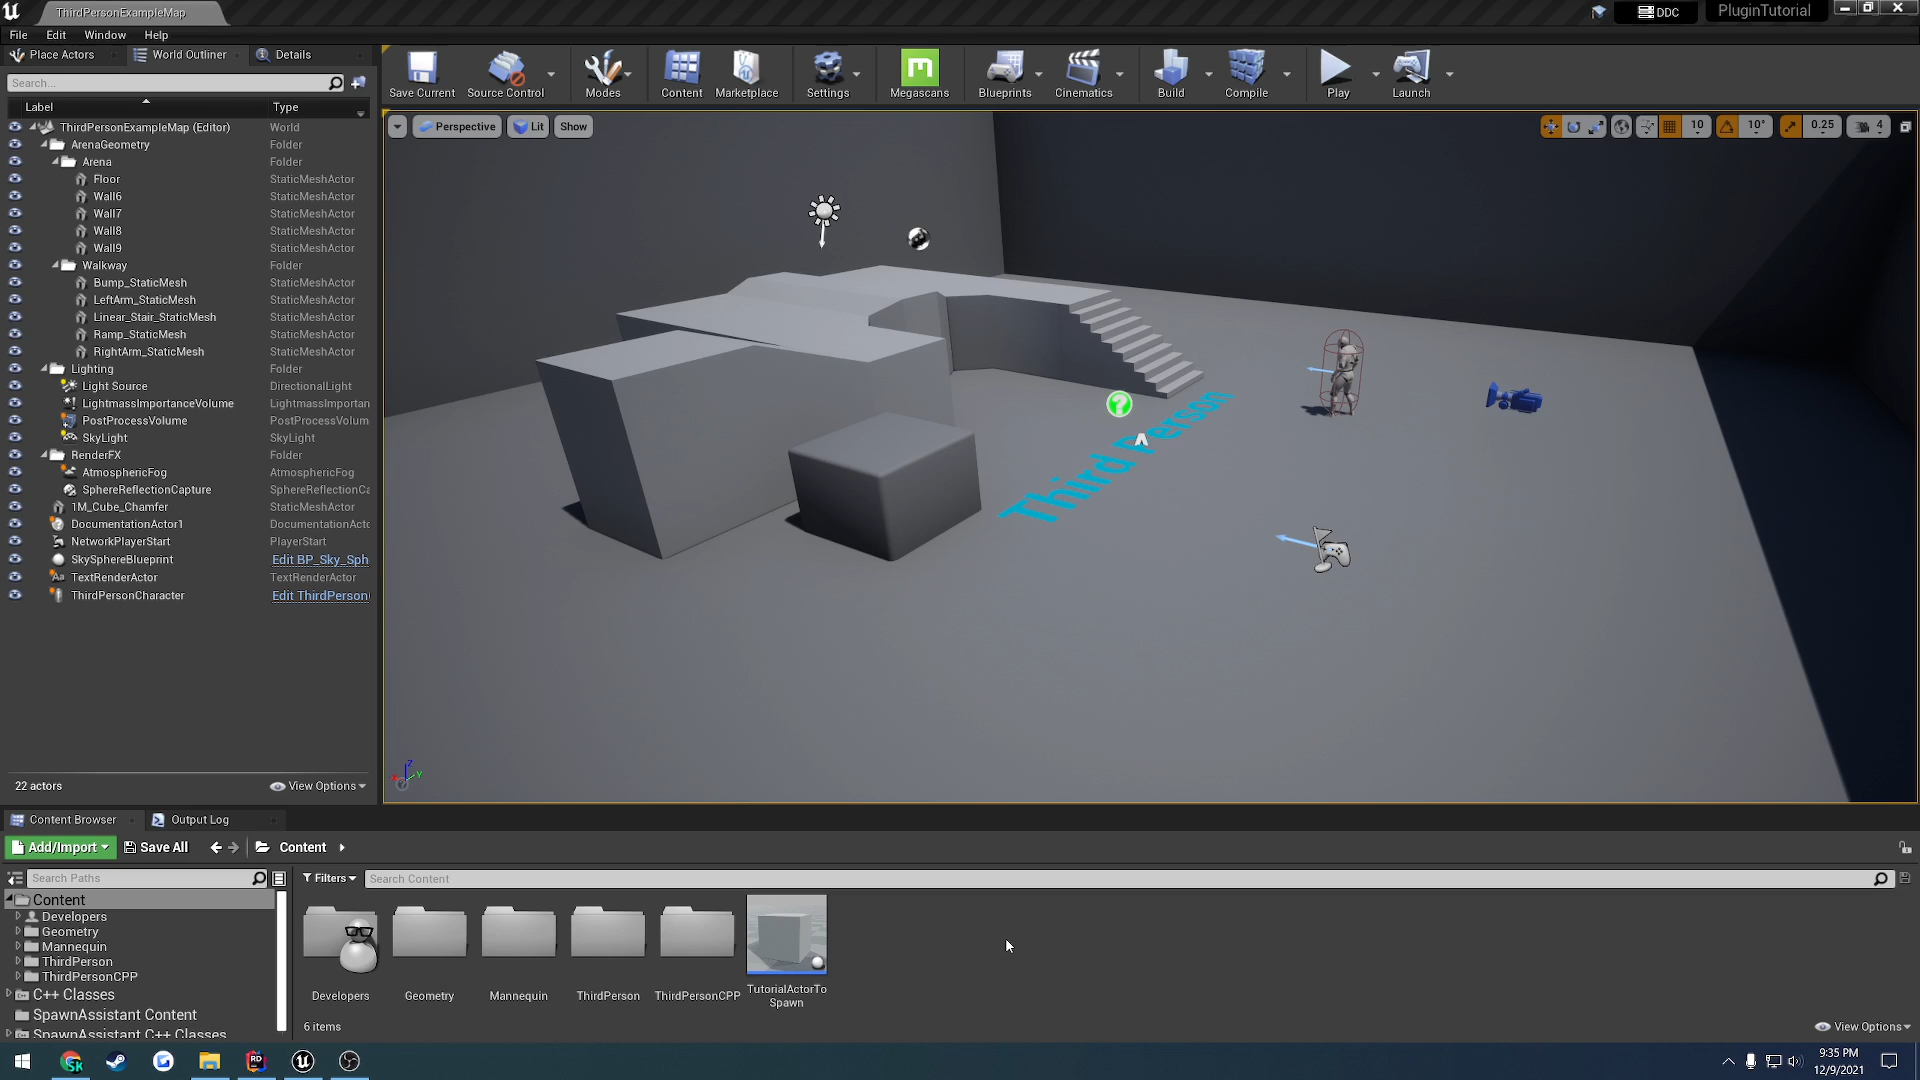 ThirdPersonExampleMap
DDC
PluginTutorial
File Edit Window Help
Place Actors
World Outliner
Details
Search...
Label Type
ThirdPersonExampleMap (Editor) World
ArenaGeometry Folder
Arena Folder
Floor StaticMeshActor
Wall6 StaticMeshActor
Wall7 StaticMeshActor
Wall8 StaticMeshActor
Wall9 StaticMeshActor
Walkway Folder
Bump_StaticMesh StaticMeshActor
LeftArm_StaticMesh StaticMeshActor
Linear_Stair_StaticMesh StaticMeshActor
Ramp_StaticMesh StaticMeshActor
RightArm_StaticMesh StaticMeshActor
Lighting Folder
Light Source DirectionalLight
LightmassImportanceVolume LightmassImportan
PostProcessVolume PostProcessVolum
SkyLight SkyLight
RenderFX Folder
AtmosphericFog AtmosphericFog
SphereReflectionCapture SphereReflectionCa
1M_Cube_Chamfer StaticMeshActor
DocumentationActor1 DocumentationActo
NetworkPlayerStart PlayerStart
SkySphereBlueprint Edit BP_Sky_Sph
TextRenderActor TextRenderActor
ThirdPersonCharacter Edit ThirdPerson
22 actors View Options
Save Current Source Control Modes Content Marketplace Settings Megascans Blueprints Cinematics Build Compile Play Launch
Perspective Lit Show
10 10° 0.25 4
Third Person
Z
X Y
Content Browser Output Log
Add/Import Save All Content
Search Paths
Filters Search Content
Content
Developers
Geometry
Mannequin
ThirdPerson
ThirdPersonCPP
C++ Classes
SpawnAssistant Content
SpawnAssistant C++ Classes
Developers
Geometry
Mannequin
ThirdPerson
ThirdPersonCPP
TutorialActorTo
Spawn
6 items
View Options
Sk
RD
9:35 PM
12/9/2021